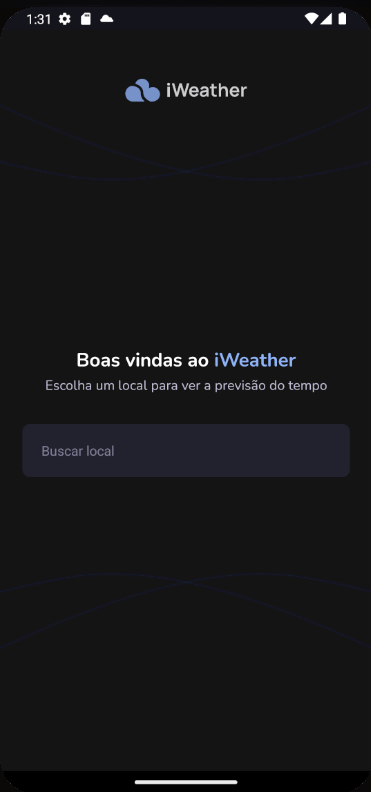 1:31
iWeather
Boas vindas ao iWeather
Escolha um local para ver a previsão do tempo
Buscar local